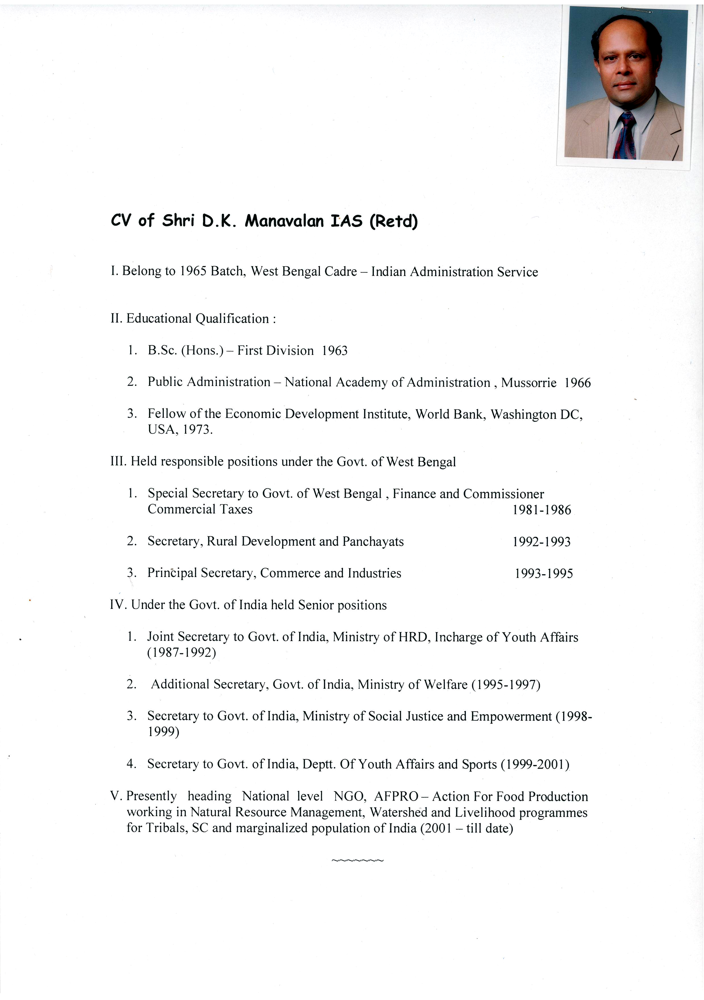 CV of Shri D.K. Manavalan IAS (Retd)
I. Belong to 1965 Batch, West Bengal Cadre – Indian Administration Service
II. Educational Qualification :
1. B.Sc. (Hons.) – First Division 1963
2. Public Administration – National Academy of Administration , Mussorrie 1966
3. Fellow of the Economic Development Institute, World Bank, Washington DC,
USA, 1973.
III. Held responsible positions under the Govt. of West Bengal
1. Special Secretary to Govt. of West Bengal , Finance and Commissioner
Commercial Taxes 1981-1986
2. Secretary, Rural Development and Panchayats 1992-1993
3. Principal Secretary, Commerce and Industries 1993-1995
IV. Under the Govt. of India held Senior positions
1. Joint Secretary to Govt. of India, Ministry of HRD, Incharge of Youth Affairs
(1987-1992)
2. Additional Secretary, Govt. of India, Ministry of Welfare (1995-1997)
3. Secretary to Govt. of India, Ministry of Social Justice and Empowerment (1998-
1999)
4. Secretary to Govt. of India, Deptt. Of Youth Affairs and Sports (1999-2001)
V. Presently heading National level NGO, AFPRO – Action For Food Production
working in Natural Resource Management, Watershed and Livelihood programmes
for Tribals, SC and marginalized population of India (2001 – till date)
~~~~~~~